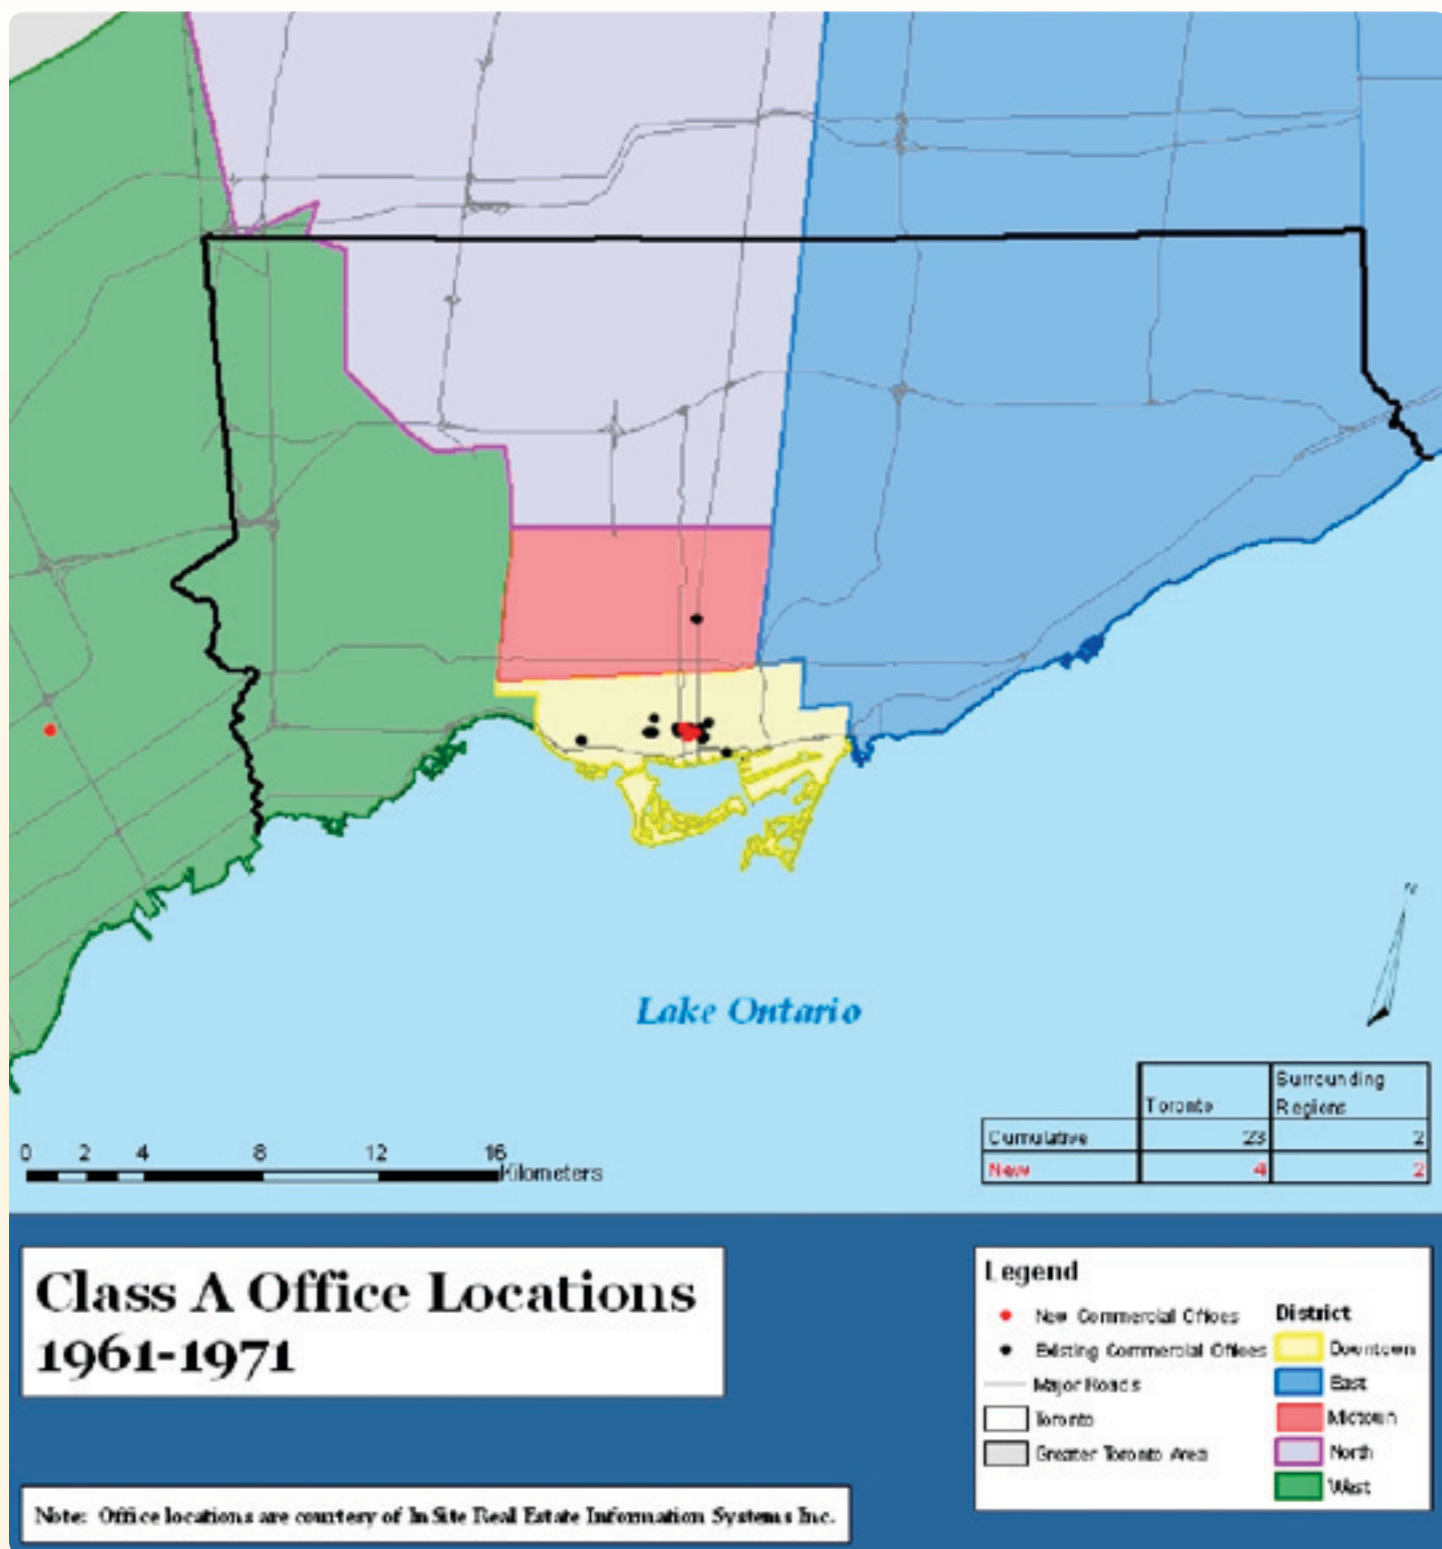 Lake Ontario
N
Toronto
Surrounding
Regions
Cumulative 23 2
New 4 2
0 2 4 8 12 16
Kilometers
Class A Office Locations
1961-1971
Note: Office locations are courtesy of InSite Real Estate Information Systems Inc.
Legend
New Commercial Offices
Existing Commercial Offices
Major Roads
Toronto
Greater Toronto Area
District
Downtown
East
Midtown
North
West